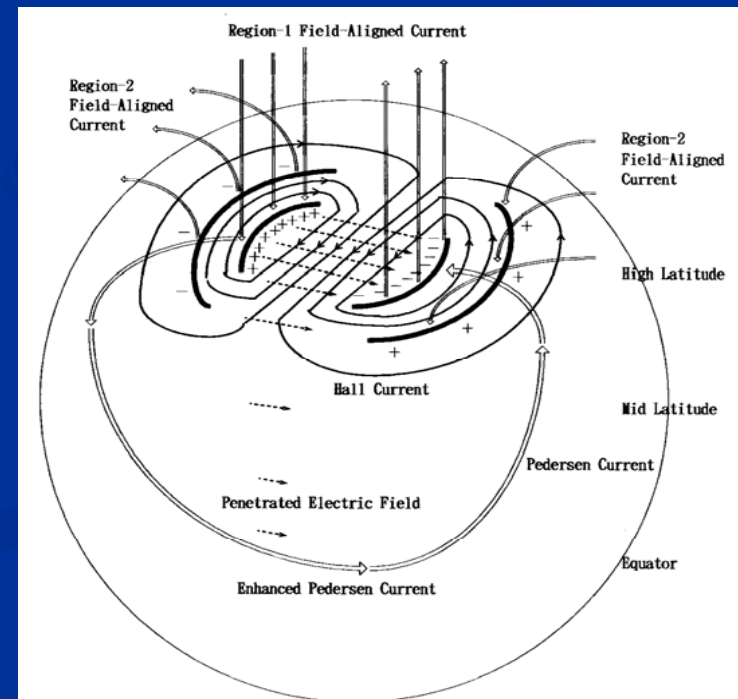 Region-1 Field-Aligned Current
Region-2
Field-Aligned
Current
Region-2
Field-Aligned
Current
High Latitude
Hall Current
Mid Latitude
Pedersen Current
Penetrated Electric Field
Equator
Enhanced Pedersen Current